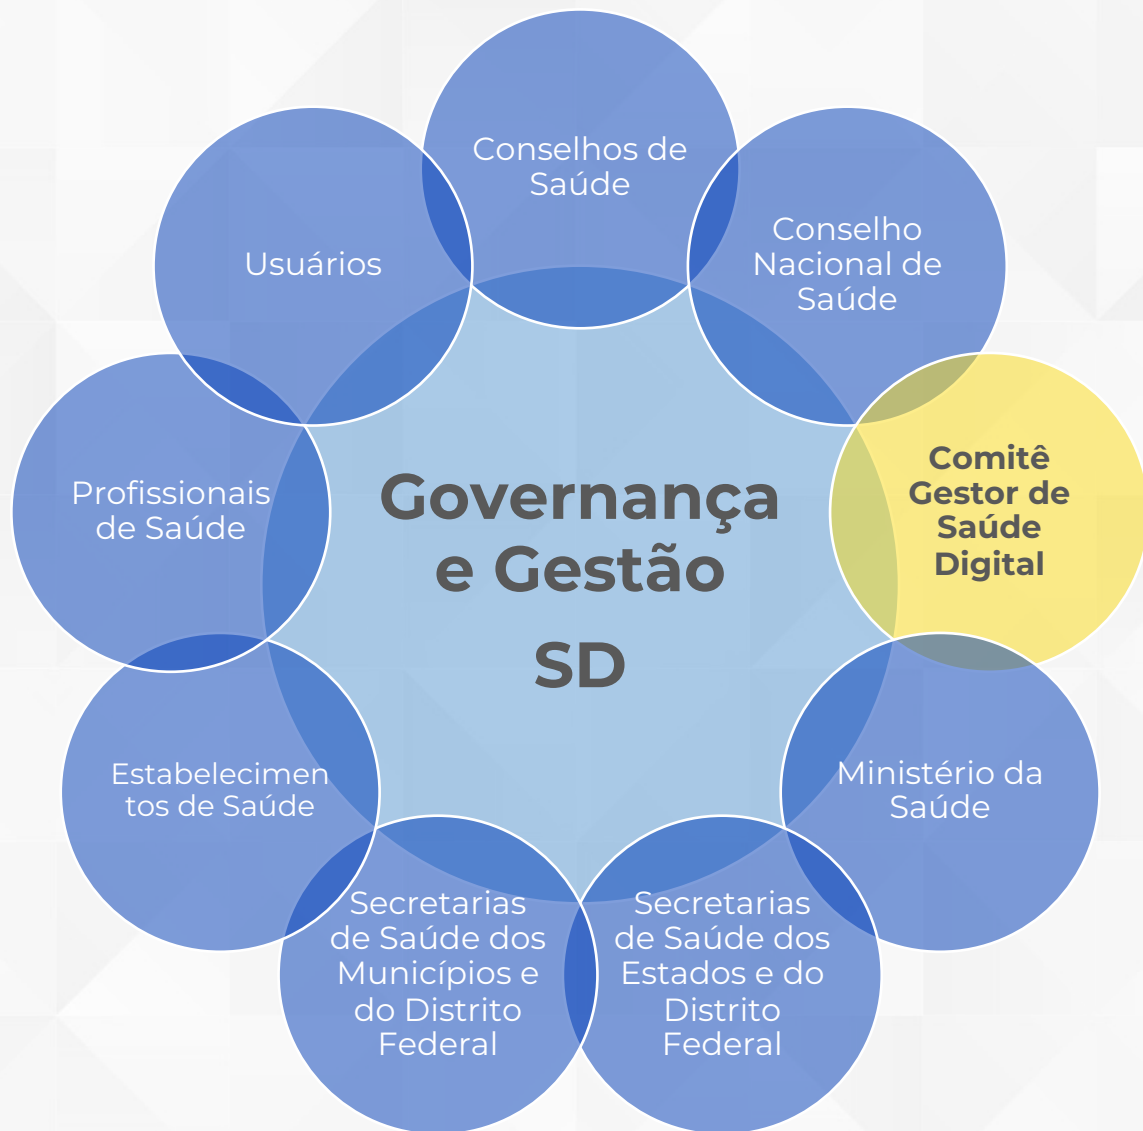 Conselhos de
Saúde
Conselho
Nacional de
Saúde
Comitê
Gestor de
Saúde
Digital
Ministério da
Saúde
Secretarias
de Saúde dos
Estados e do
Distrito
Federal
Secretarias
de Saúde dos
Municípios e
do Distrito
Federal
Estabelecimen
tos de Saúde
Profissionais
de Saúde
Usuários
Governança
e Gestão
SD